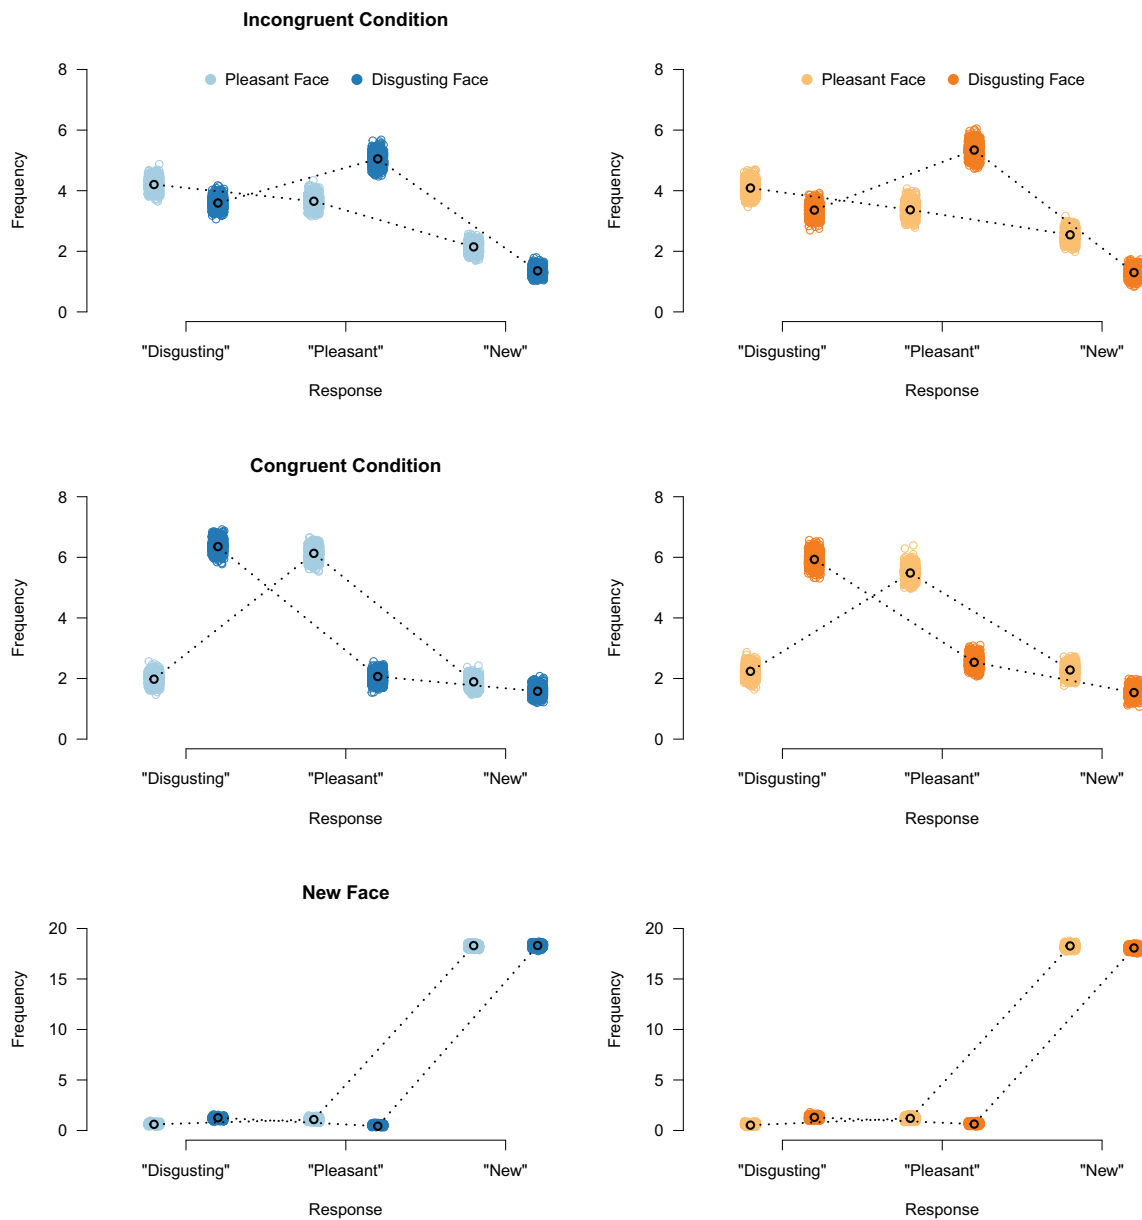 Incongruent Condition
8
6
4
2
0
Frequency
Pleasant Face
Disgusting Face
"Disgusting"
"Pleasant"
"New"
Response
8
6
4
2
0
Frequency
Pleasant Face
Disgusting Face
"Disgusting"
"Pleasant"
"New"
Response
Congruent Condition
8
6
4
2
0
Frequency
"Disgusting"
"Pleasant"
"New"
Response
8
6
4
2
0
Frequency
"Disgusting"
"Pleasant"
"New"
Response
New Face
20
15
10
5
0
Frequency
"Disgusting"
"Pleasant"
"New"
Response
20
15
10
5
0
Frequency
"Disgusting"
"Pleasant"
"New"
Response